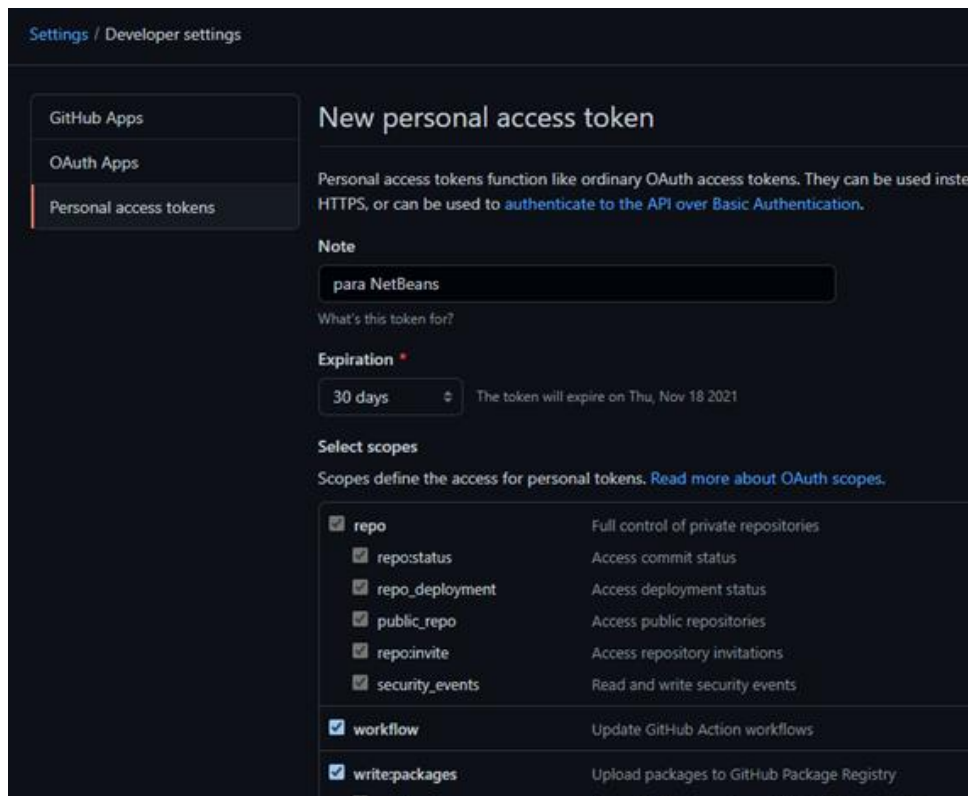 Settings / Developer settings
GitHub Apps
OAuth Apps
Personal access tokens
New personal access token
Personal access tokens function like ordinary OAuth access tokens. They can be used inste
HTTPS, or can be used to authenticate to the API over Basic Authentication.
Note
para NetBeans
What's this token for?
Expiration *
30 days The token will expire on Thu, Nov 18 2021
Select scopes
Scopes define the access for personal tokens. Read more about OAuth scopes.
repo Full control of private repositories
repo:status Access commit status
repo_deployment Access deployment status
public_repo Access public repositories
repo:invite Access repository invitations
security_events Read and write security events
workflow Update GitHub Action workflows
write:packages Upload packages to GitHub Package Registry